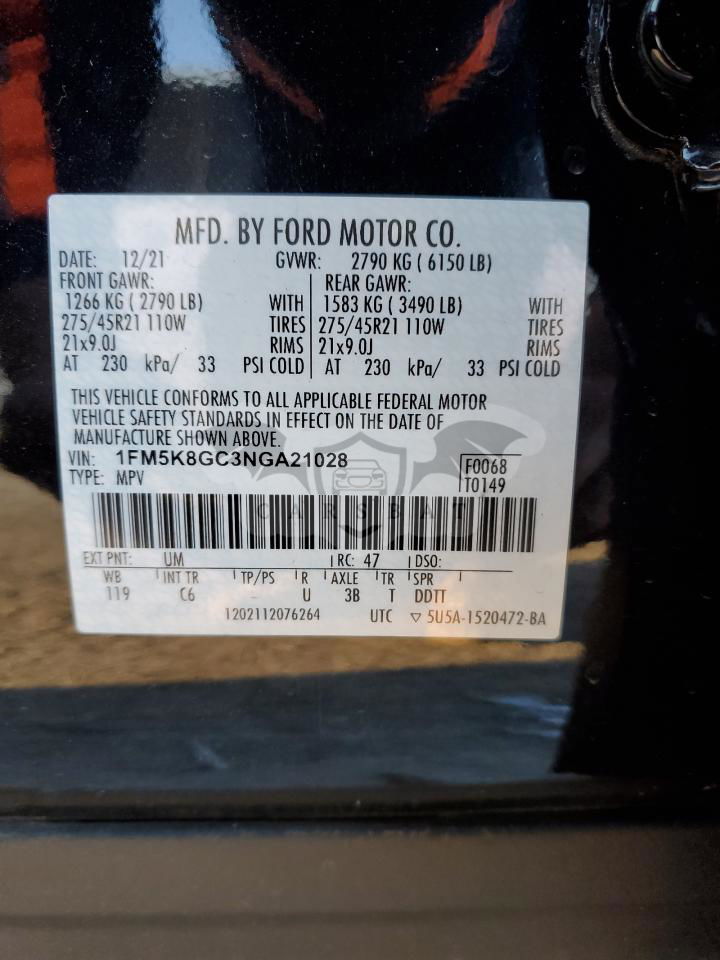 MFD. BY FORD MOTOR CO.
DATE: 12/21 GVWR: 2790 KG ( 6150 LB)
FRONT GAWR: REAR GAWR:
1266 KG ( 2790 LB) WITH 1583 KG ( 3490 LB) WITH
275/45R21 110W TIRES 275/45R21 110W TIRES
21x9.0J RIMS 21x9.0J RIMS
AT 230 kPa/ 33 PSI COLD AT 230 kPa/ 33 PSI COLD
THIS VEHICLE CONFORMS TO ALL APPLICABLE FEDERAL MOTOR
VEHICLE SAFETY STANDARDS IN EFFECT ON THE DATE OF
MANUFACTURE SHOWN ABOVE.
VIN: 1FM5K8GC3NGA21028 F0068
TYPE: MPV T0149
CARSBAT
EXT PNT: UM RC: 47 DSO:
WB INT TR TP/PS R AXLE TR SPR
119 C6 U 3B T DDTT
1202112076264 UTC ▽ 5U5A-1520472-BA